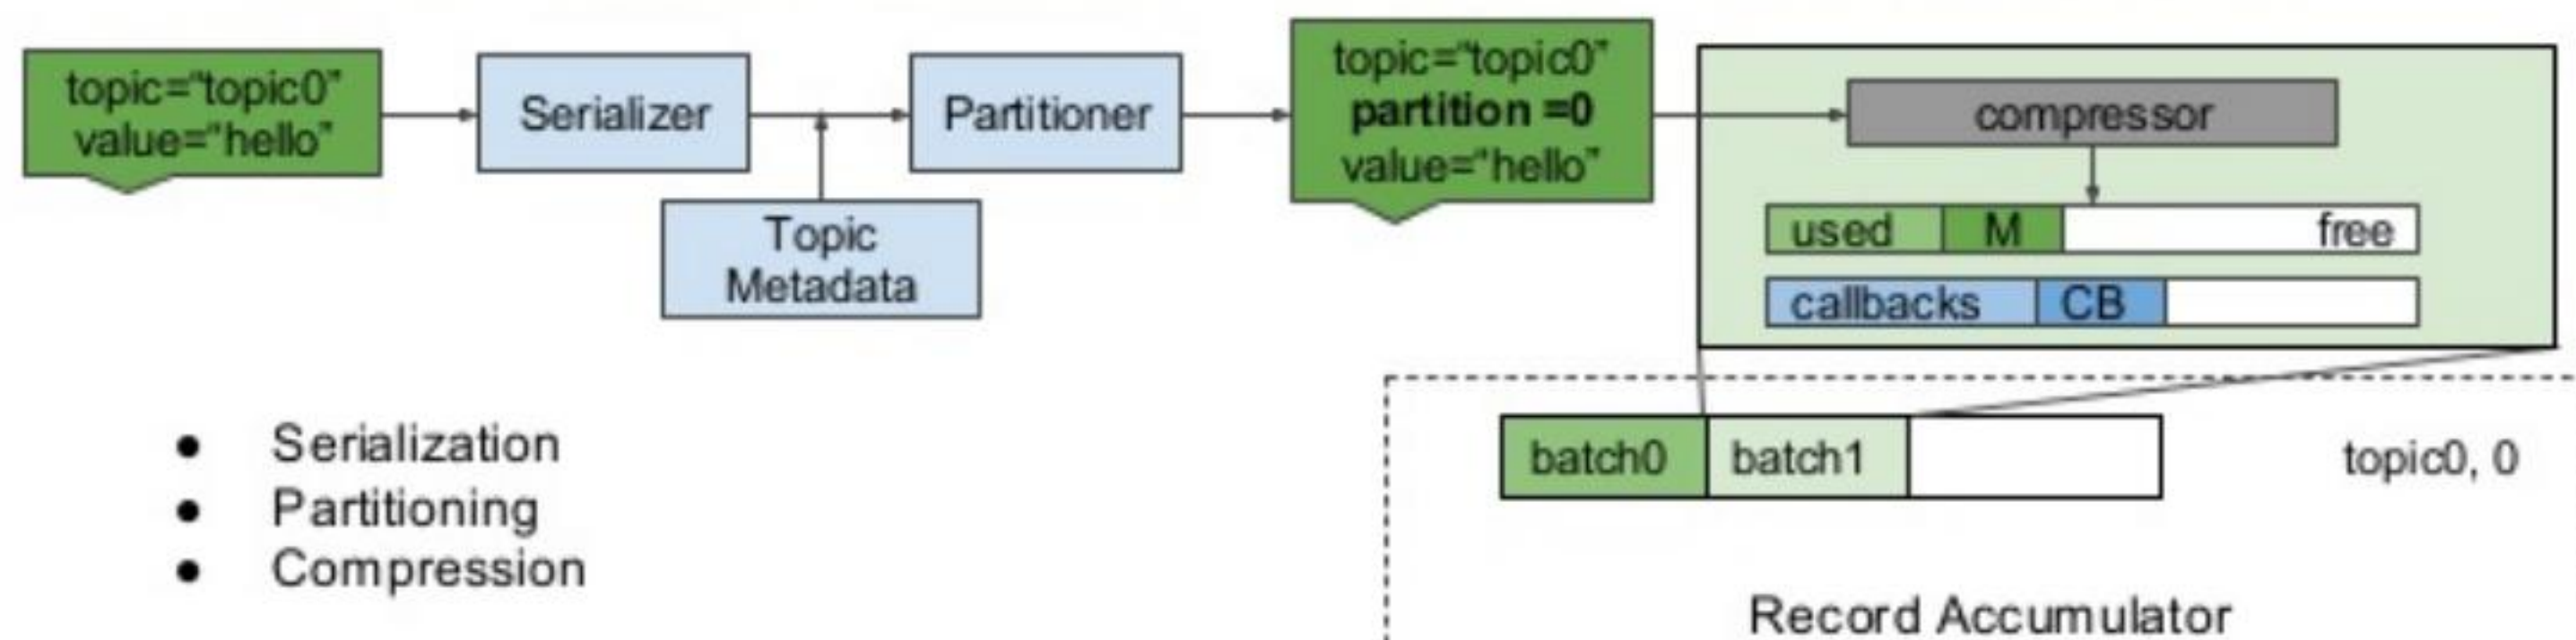 topic="topic0"
value="hello"
Serializer
Topic
Metadata
Partitioner
topic="topic0"
partition =0
value="hello"
compressor
used M free
callbacks CB
batch0 batch1 topic0, 0
Record Accumulator
● Serialization
● Partitioning
● Compression